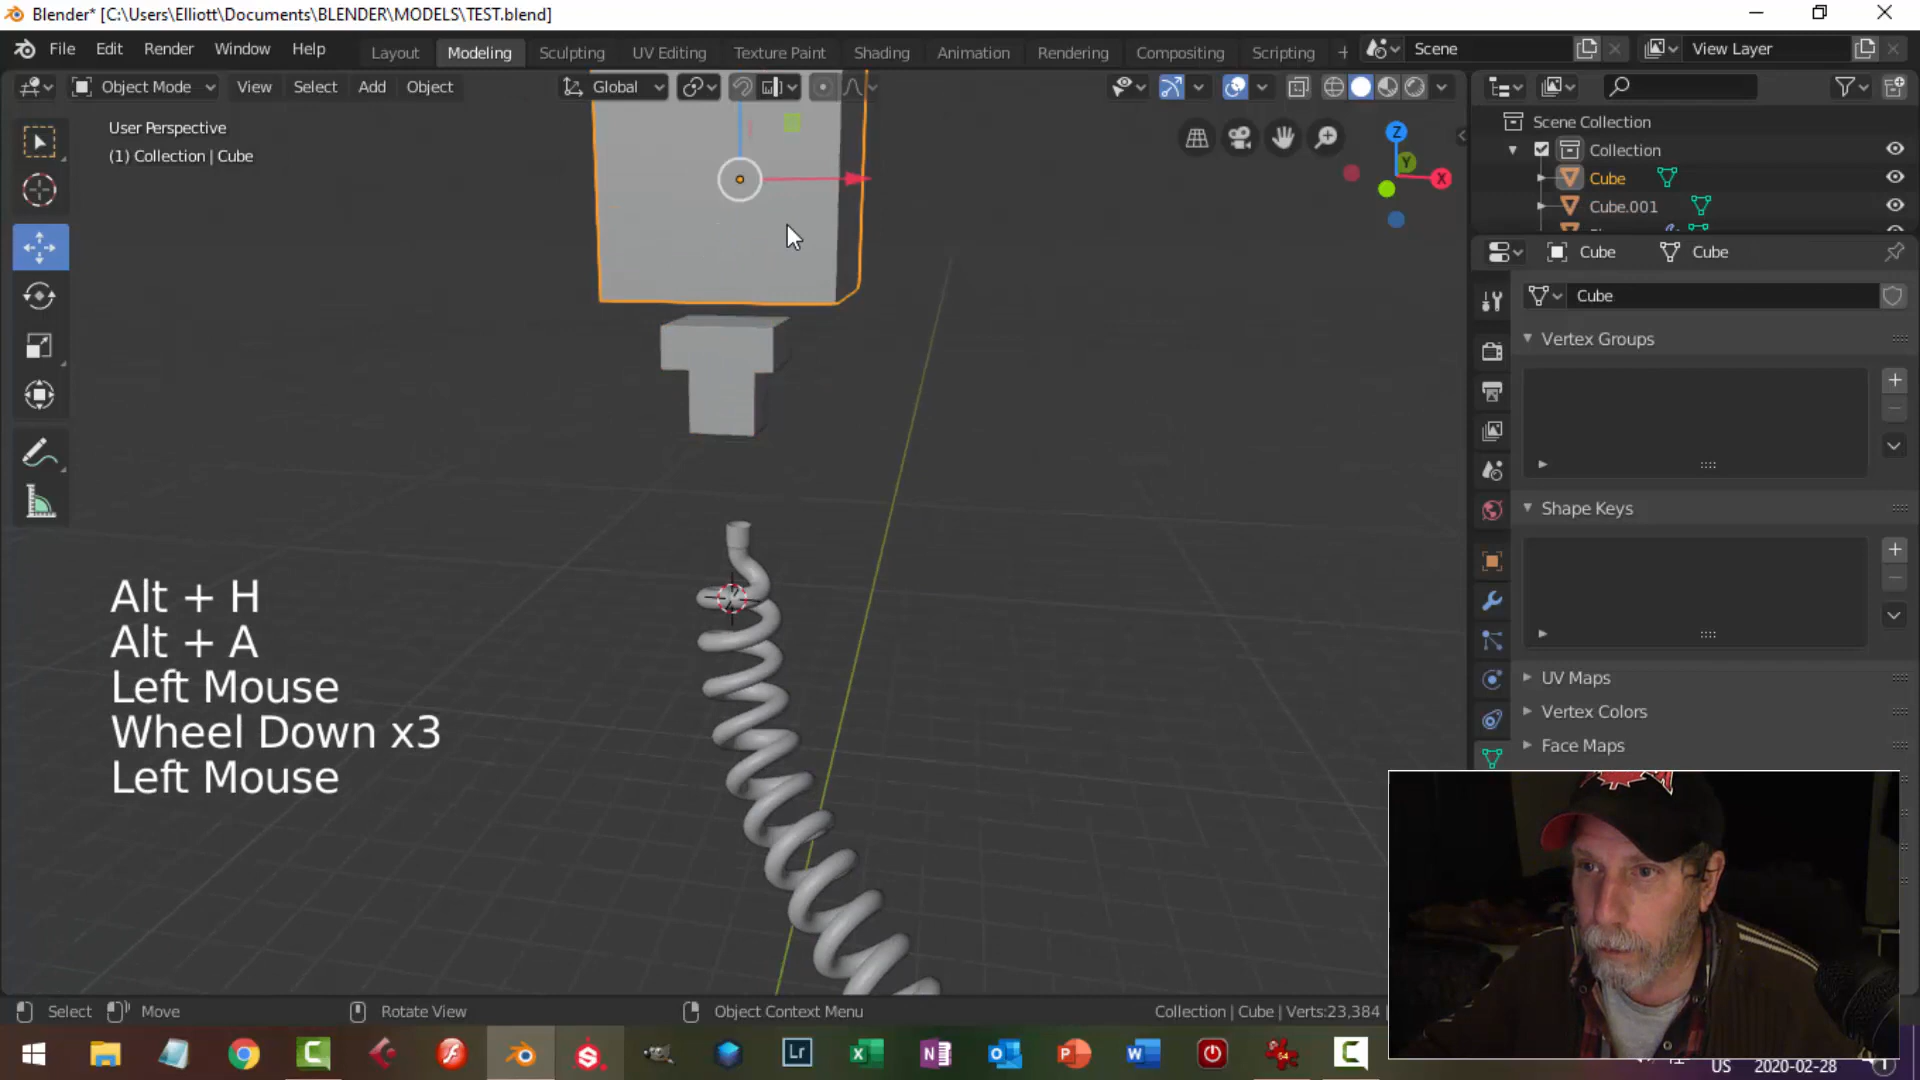 Blender* [C:\Users\Elliott\Documents\BLENDER\MODELS\TEST.blend]
File Edit Render Window Help Layout Modeling Sculpting UV Editing Texture Paint Shading Animation Rendering Compositing Scripting + Scene View Layer
Object Mode View Select Add Object Global
User Perspective
(1) Collection | Cube
Z
Y
X
Scene Collection
Collection
Cube
Cube.001
Cube Cube
Cube
Vertex Groups
Shape Keys
UV Maps
Vertex Colors
Face Maps
Alt + H
Alt + A
Left Mouse
Wheel Down x3
Left Mouse
Select Move Rotate View Object Context Menu Collection | Cube | Verts:23,384 |
Lr
US 2020-02-28